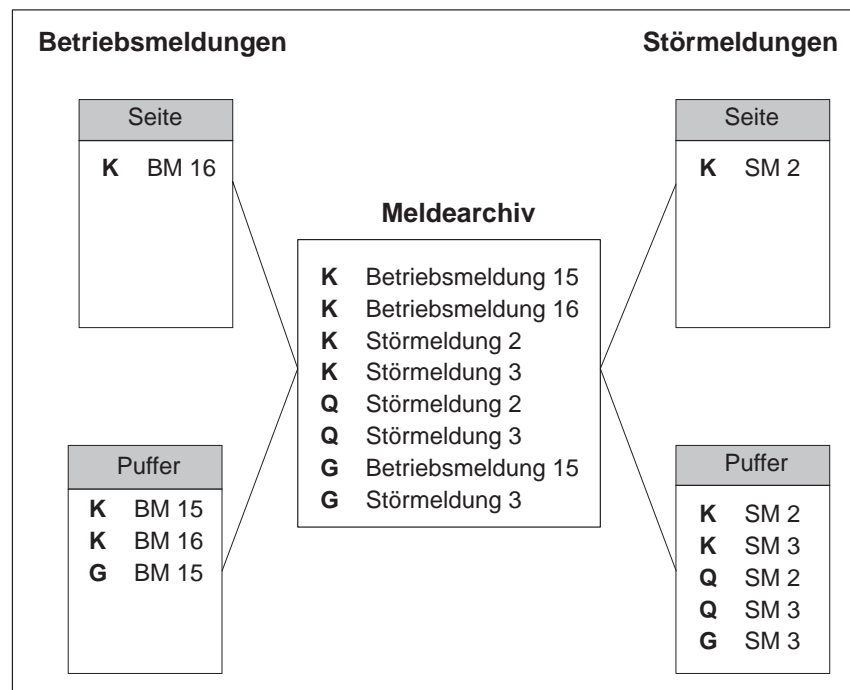 Betriebsmeldungen
Störmeldungen
Seite
K BM 16
Seite
K SM 2
Meldearchiv
K Betriebsmeldung 15
K Betriebsmeldung 16
K Störmeldung 2
K Störmeldung 3
Q Störmeldung 2
Q Störmeldung 3
G Betriebsmeldung 15
G Störmeldung 3
Puffer
K BM 15
K BM 16
G BM 15
Puffer
K SM 2
K SM 3
Q SM 2
Q SM 3
G SM 3